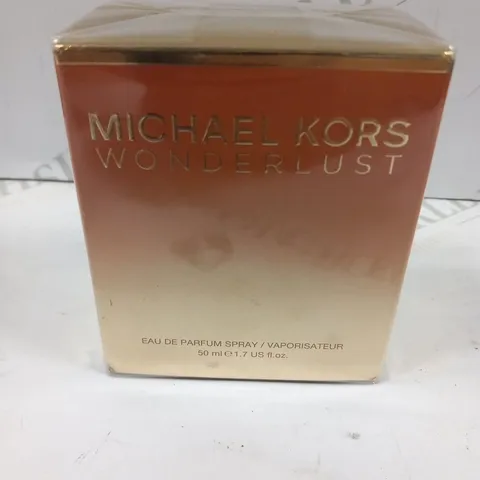 MICHAEL KORS
WONDERLUST
EAU DE PARFUM SPRAY / VAPORISATEUR
50 ml e 1.7 US fl.oz.